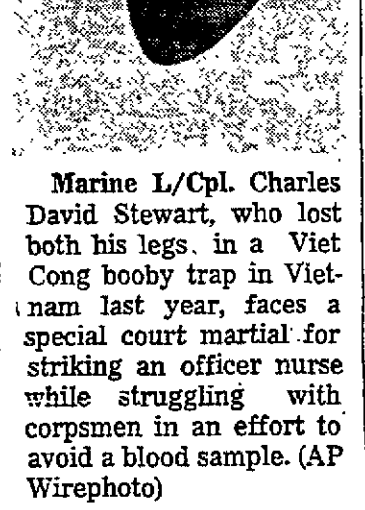 Marine L/Cpl. Charles
David Stewart, who lost
both his legs in a Viet
Cong booby trap in Viet-
nam last year, faces a
special court martial for
striking an officer nurse
while struggling with
corpsmen in an effort to
avoid a blood sample. (AP
Wirephoto)